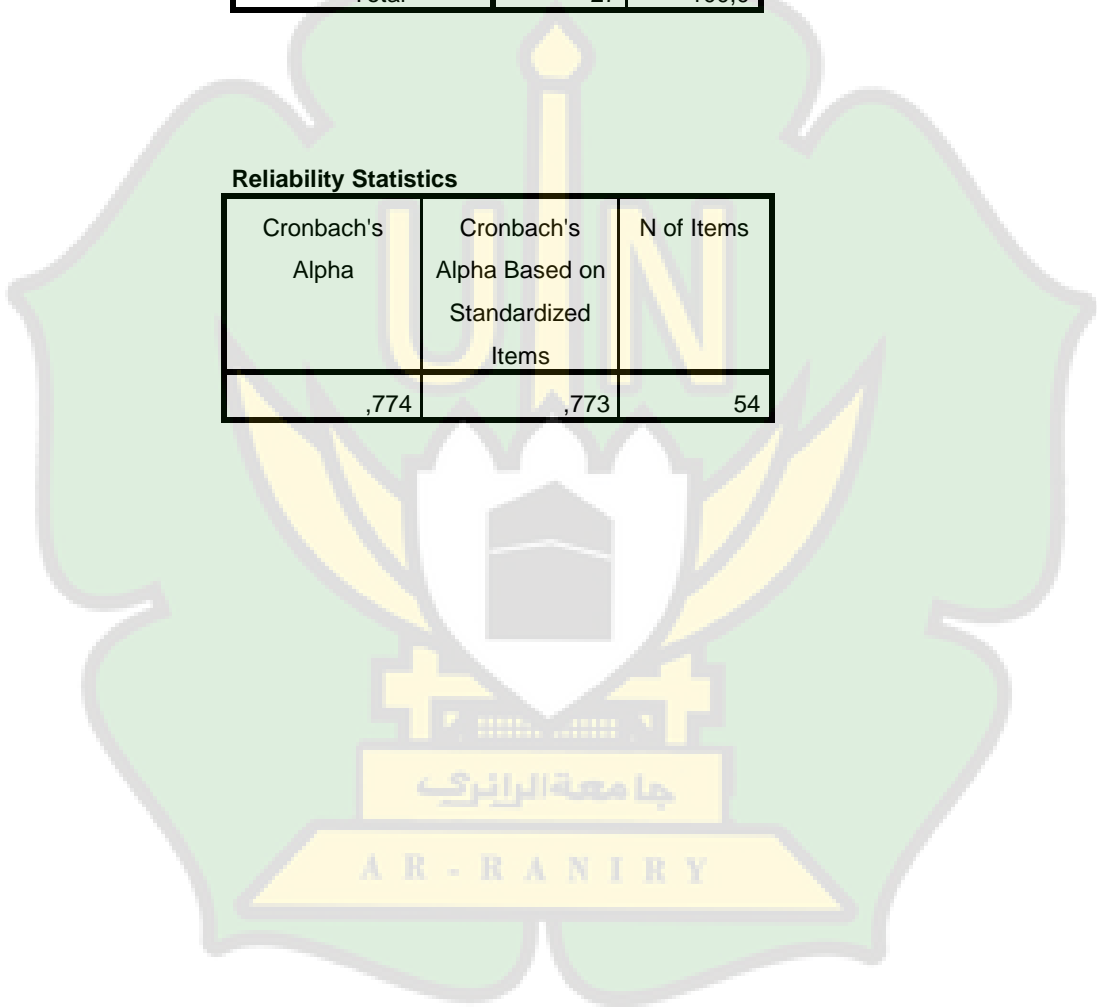 Reliability Statistics
Cronbach's Alpha	Cronbach's Alpha Based on Standardized Items	N of Items
,774	,773	54
UIN
جامعة الرانري
AR-RANIRY